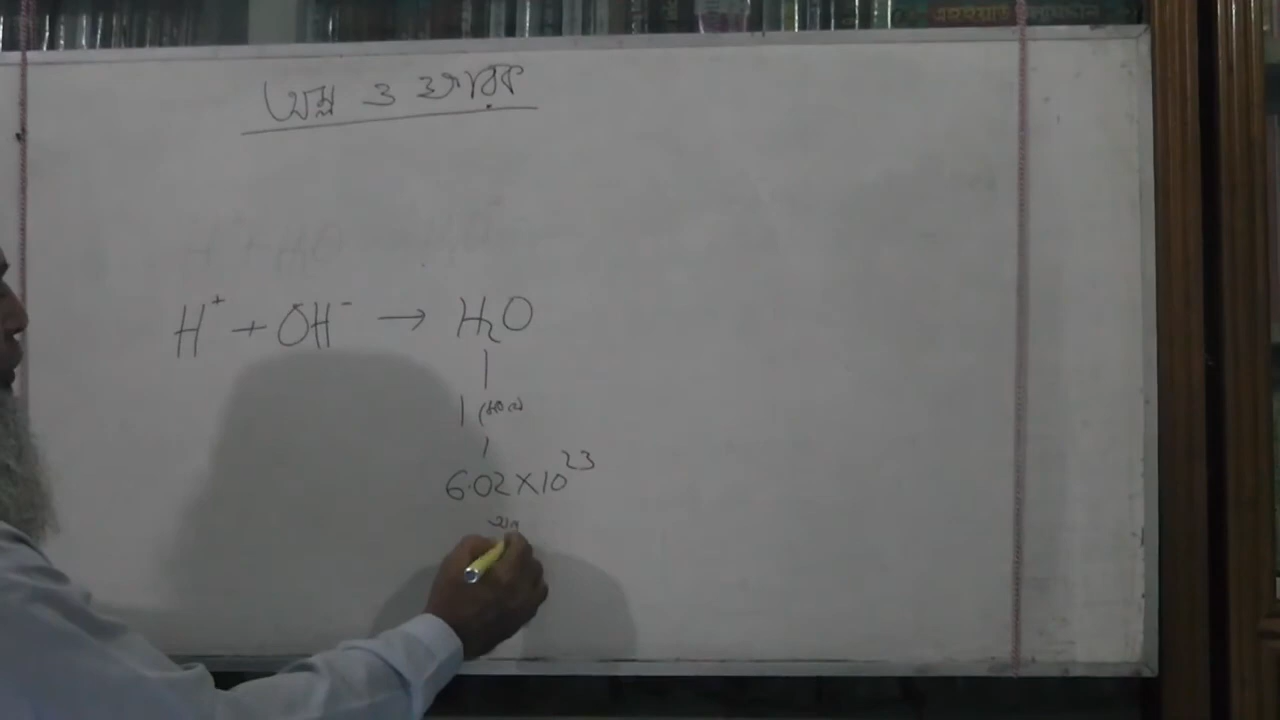 অম্ল ও ক্ষারক
H⁺ + OH⁻ → H₂O
1 মোল
6.02×10²³